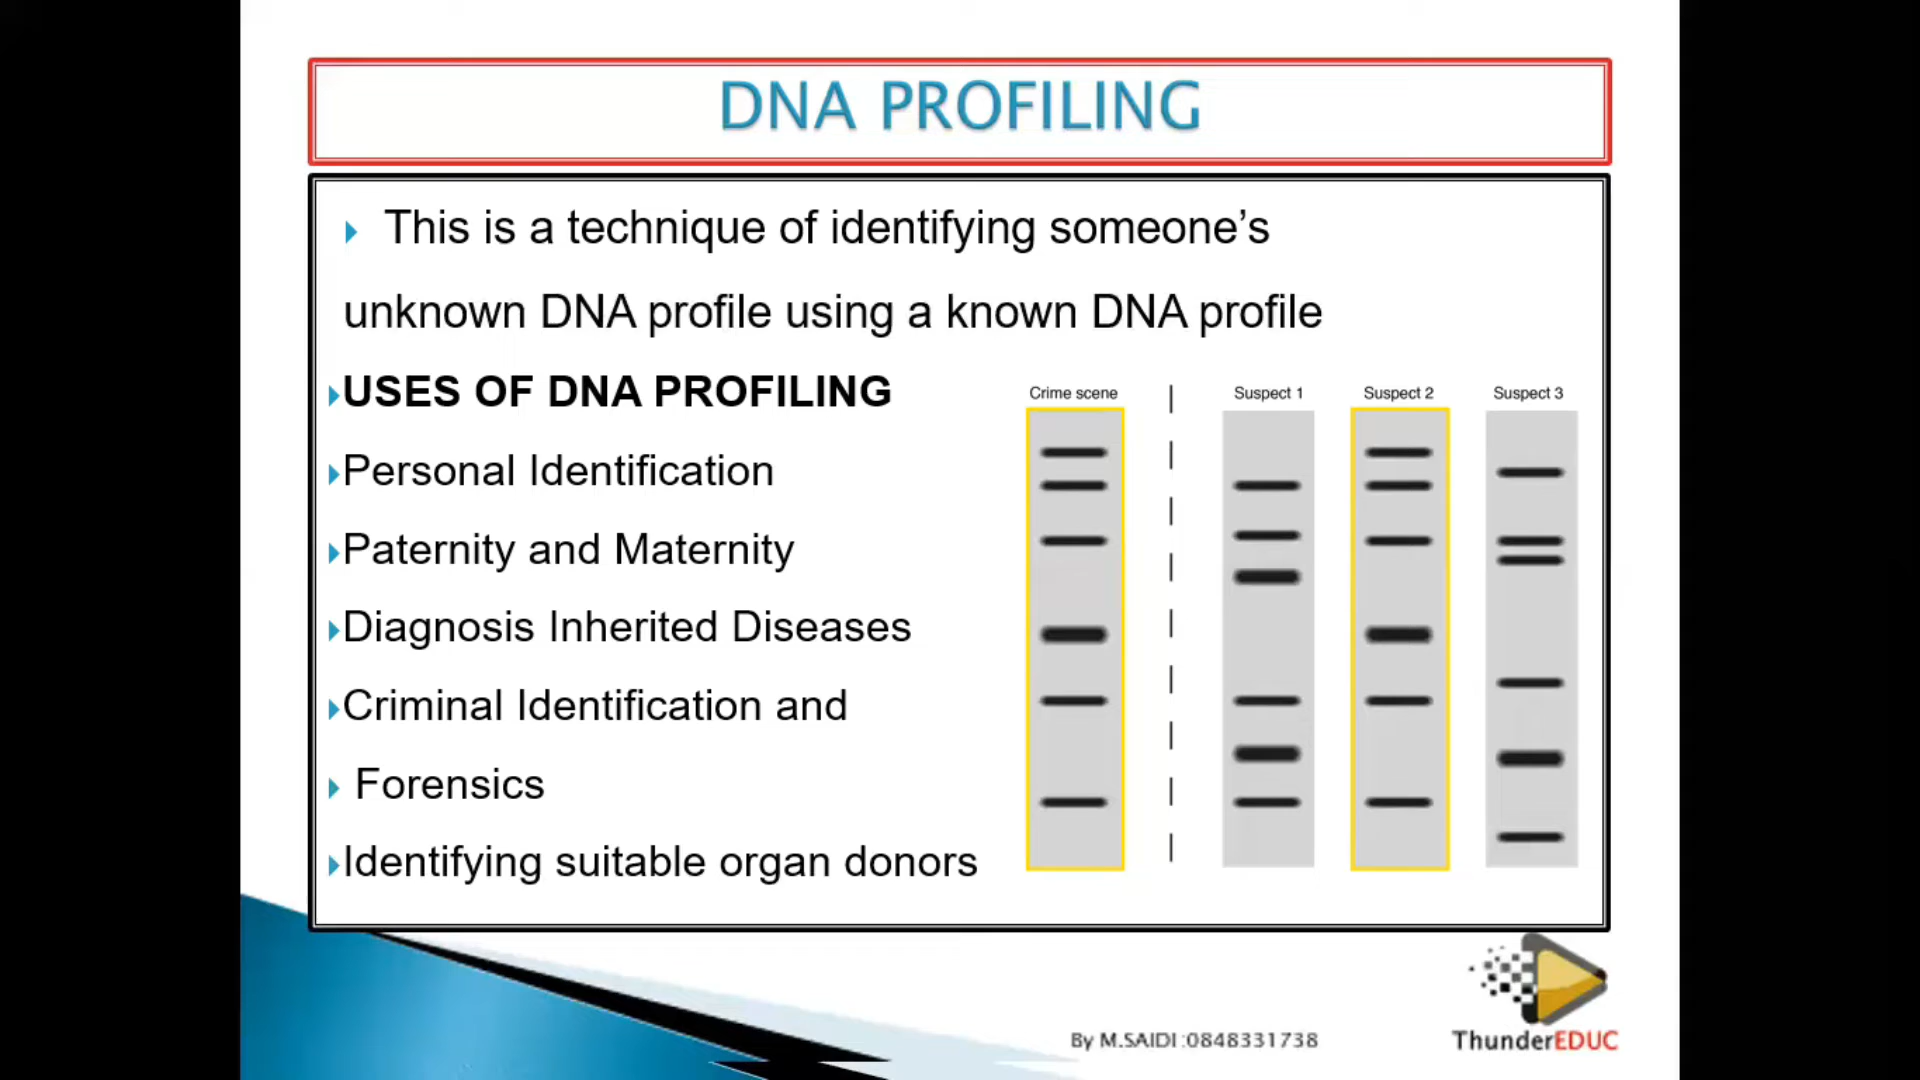 DNA PROFILING
This is a technique of identifying someone’s
unknown DNA profile using a known DNA profile
USES OF DNA PROFILING
Personal Identification
Paternity and Maternity
Diagnosis Inherited Diseases
Criminal Identification and
Forensics
Identifying suitable organ donors
Crime scene
Suspect 1
Suspect 2
Suspect 3
By M.SAIDI :0848331738
ThunderEDUC